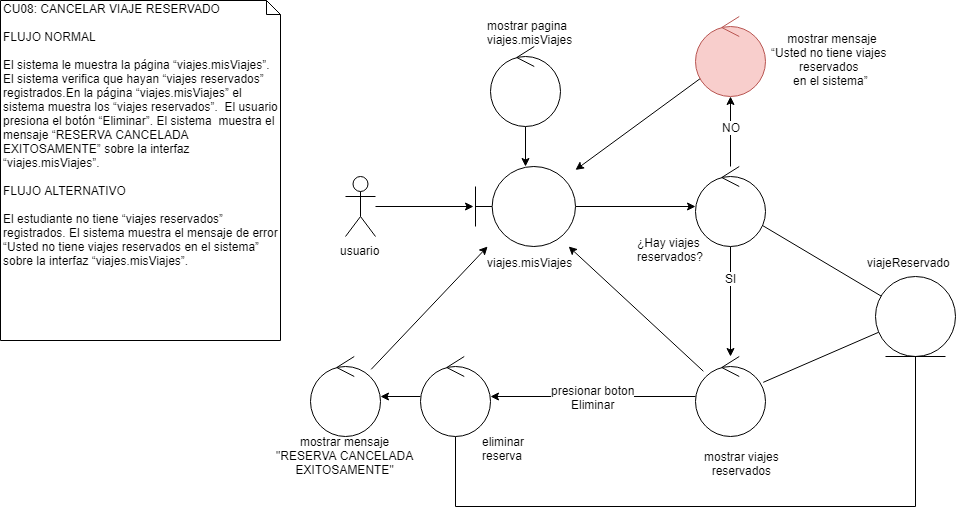 CU08: CANCELAR VIAJE RESERVADO
FLUJO NORMAL
El sistema le muestra la página “viajes.misViajes”.
El sistema verifica que hayan “viajes reservados”
registrados.En la página “viajes.misViajes” el
sistema muestra los “viajes reservados”.  El usuario
presiona el botón “Eliminar”. El sistema  muestra el
mensaje “RESERVA CANCELADA
EXITOSAMENTE” sobre la interfaz
“viajes.misViajes”.
FLUJO ALTERNATIVO
El estudiante no tiene “viajes reservados”
registrados. El sistema muestra el mensaje de error
“Usted no tiene viajes reservados en el sistema”
sobre la interfaz “viajes.misViajes”.
mostrar pagina
viajes.misViajes
mostrar mensaje
“Usted no tiene viajes
reservados
en el sistema”
NO
usuario
viajes.misViajes
¿Hay viajes
reservados?
viajeReservado
SI
presionar boton
Eliminar
mostrar mensaje
"RESERVA CANCELADA
EXITOSAMENTE"
eliminar
reserva
mostrar viajes
reservados